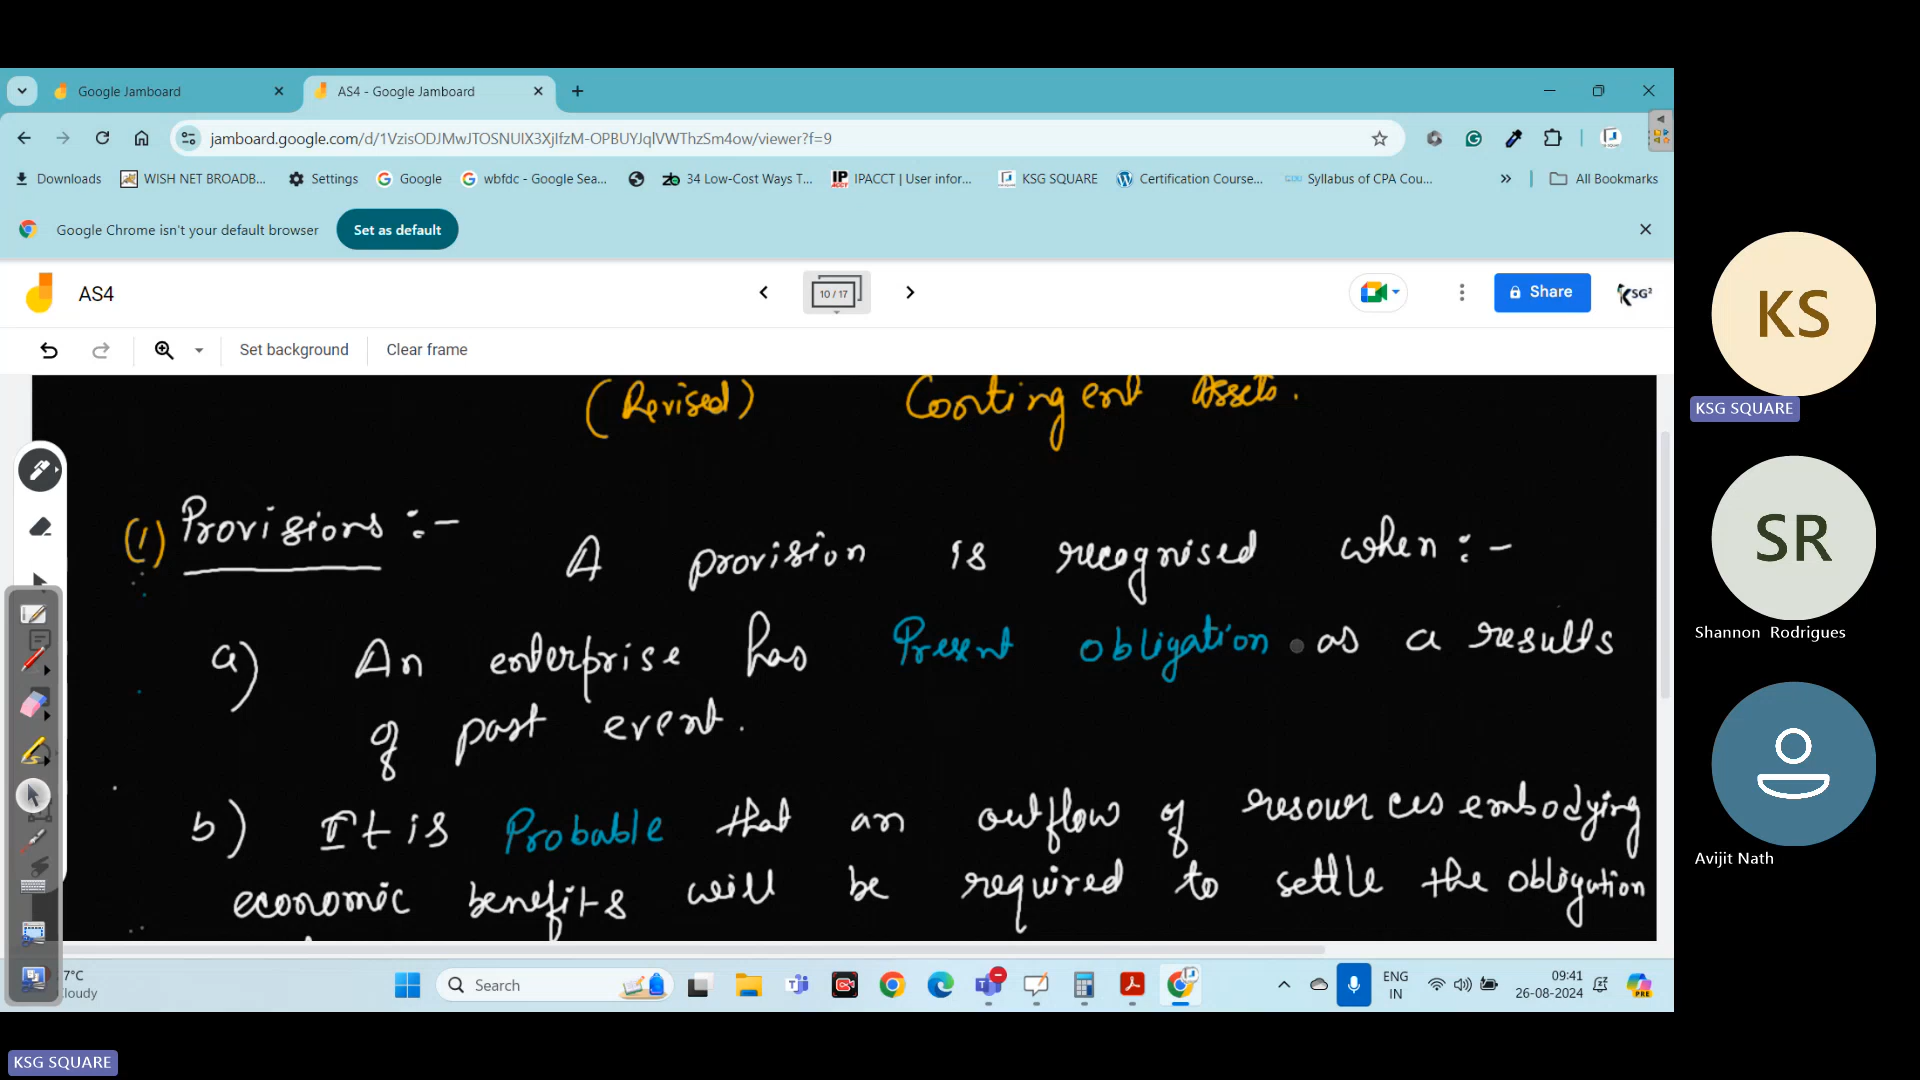 Google Jamboard
AS4 - Google Jamboard
jamboard.google.com/d/1VzisODJMwJTOSNUIX3XjlfzM-OPBUYJqlVWThzSm4ow/viewer?f=9
Downloads WISH NET BROADB... Settings Google wbfdc - Google Sea... 34 Low-Cost Ways T... IPACCT | User infor... KSG SQUARE Certification Course... Syllabus of CPA Cou... » All Bookmarks
Google Chrome isn't your default browser Set as default
AS4 10 / 17 Share KSG²
Set background Clear frame
(Revised) Contingent Assets.
(1) Provisions :- A provision is recognised when :-
a) An enterprise has Present obligation as a results
of past event.
b) It is Probable that an outflow of resources embodying
economic benefits will be required to settle the obligation
KS
KSG SQUARE
SR
Shannon Rodrigues
Avijit Nath
7°C
Cloudy
Search
ENG
IN
09:41
26-08-2024
PRE
KSG SQUARE